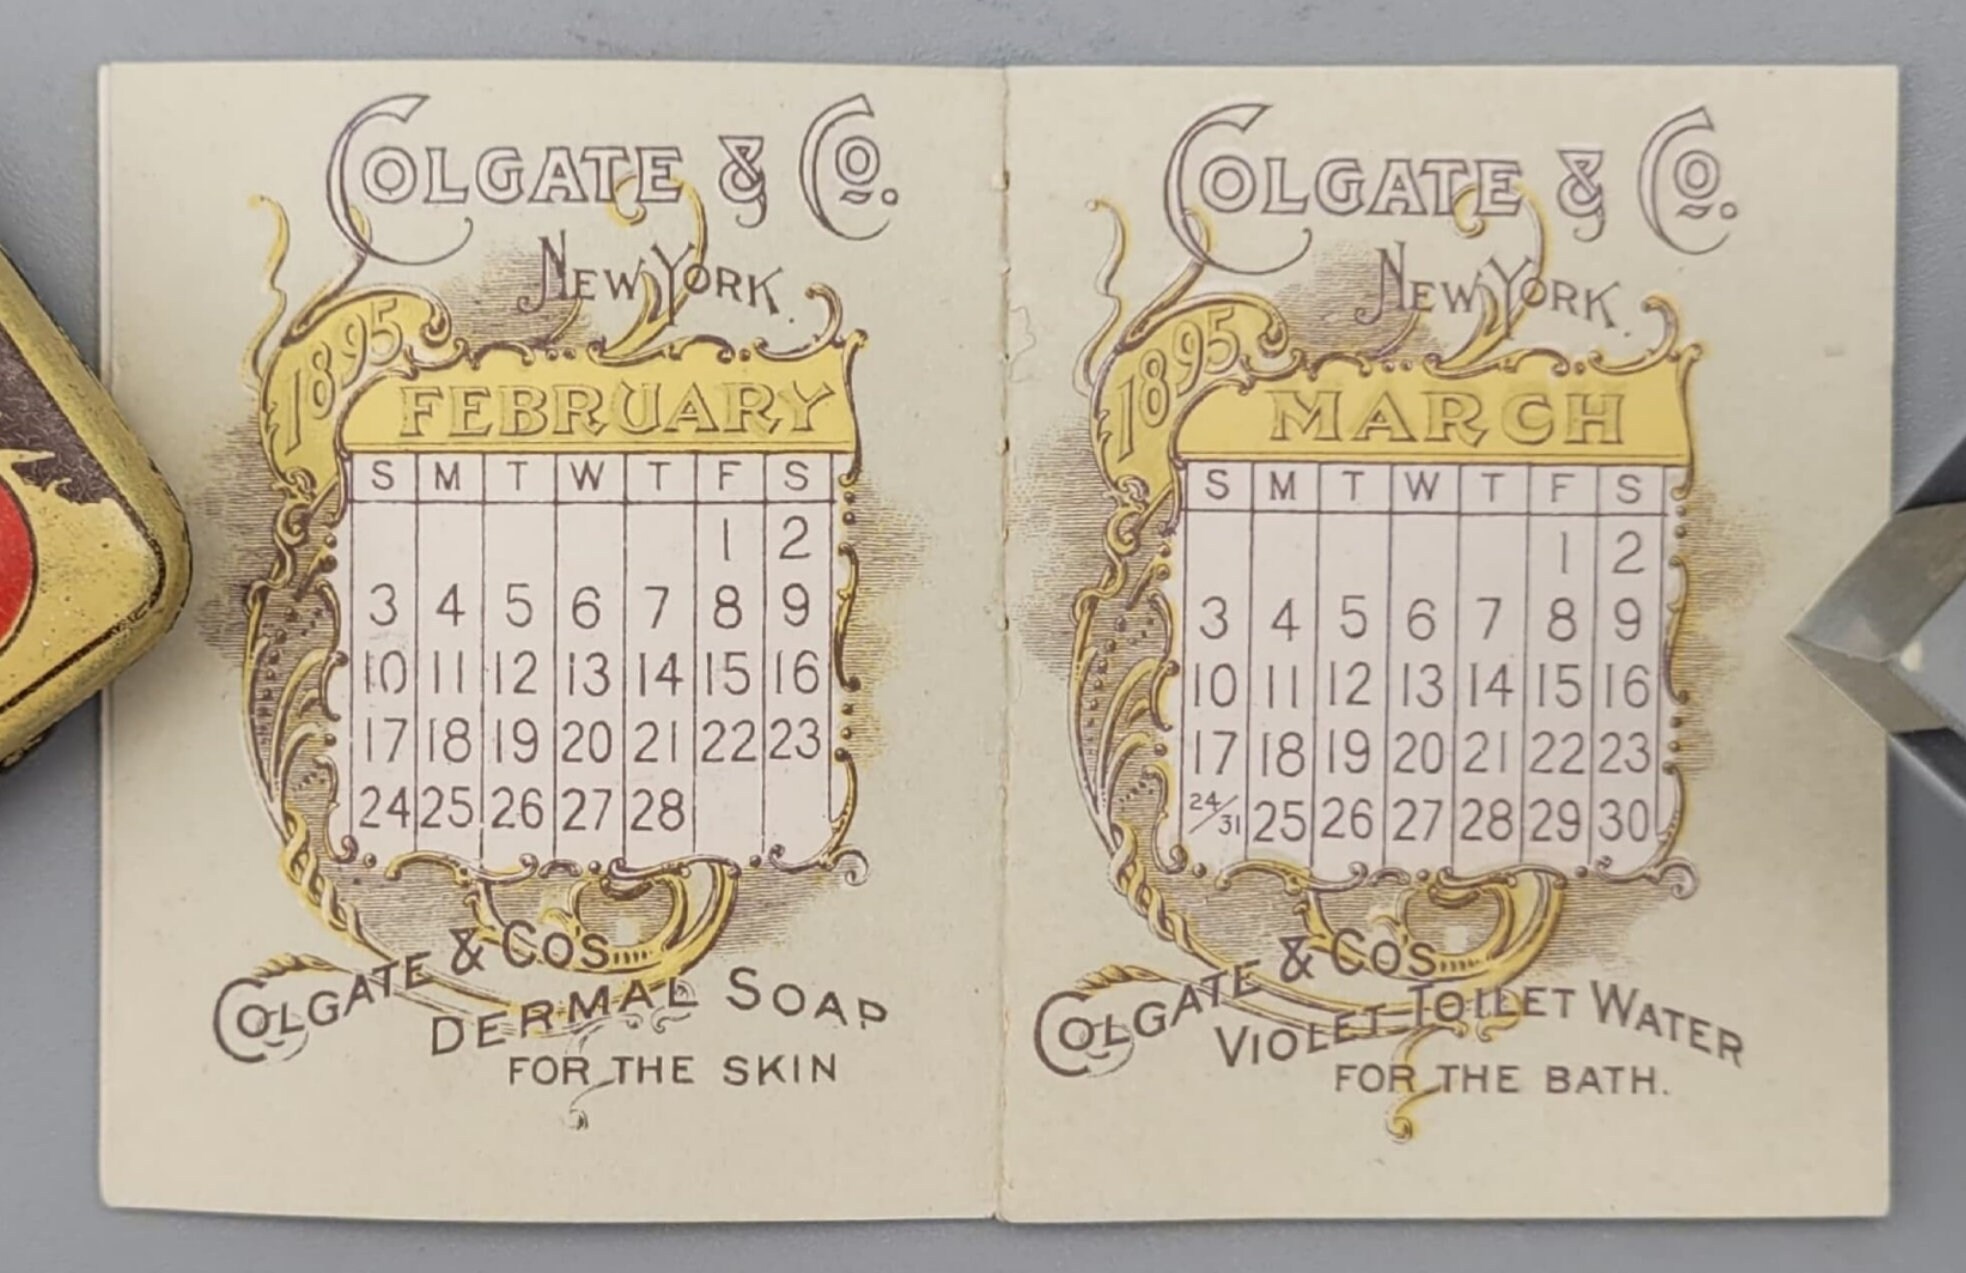 COLGATE & CO.
NEW YORK.
1895
FEBRUARY
S M T W T F S
1 2
3 4 5 6 7 8 9
10 11 12 13 14 15 16
17 18 19 20 21 22 23
24 25 26 27 28
COLGATE & COS
DERMAL SOAP
FOR THE SKIN
COLGATE & CO.
NEW YORK.
1895
MARCH
S M T W T F S
1 2
3 4 5 6 7 8 9
10 11 12 13 14 15 16
17 18 19 20 21 22 23
24/31 25 26 27 28 29 30
COLGATE & COS
VIOLET TOILET WATER
FOR THE BATH.